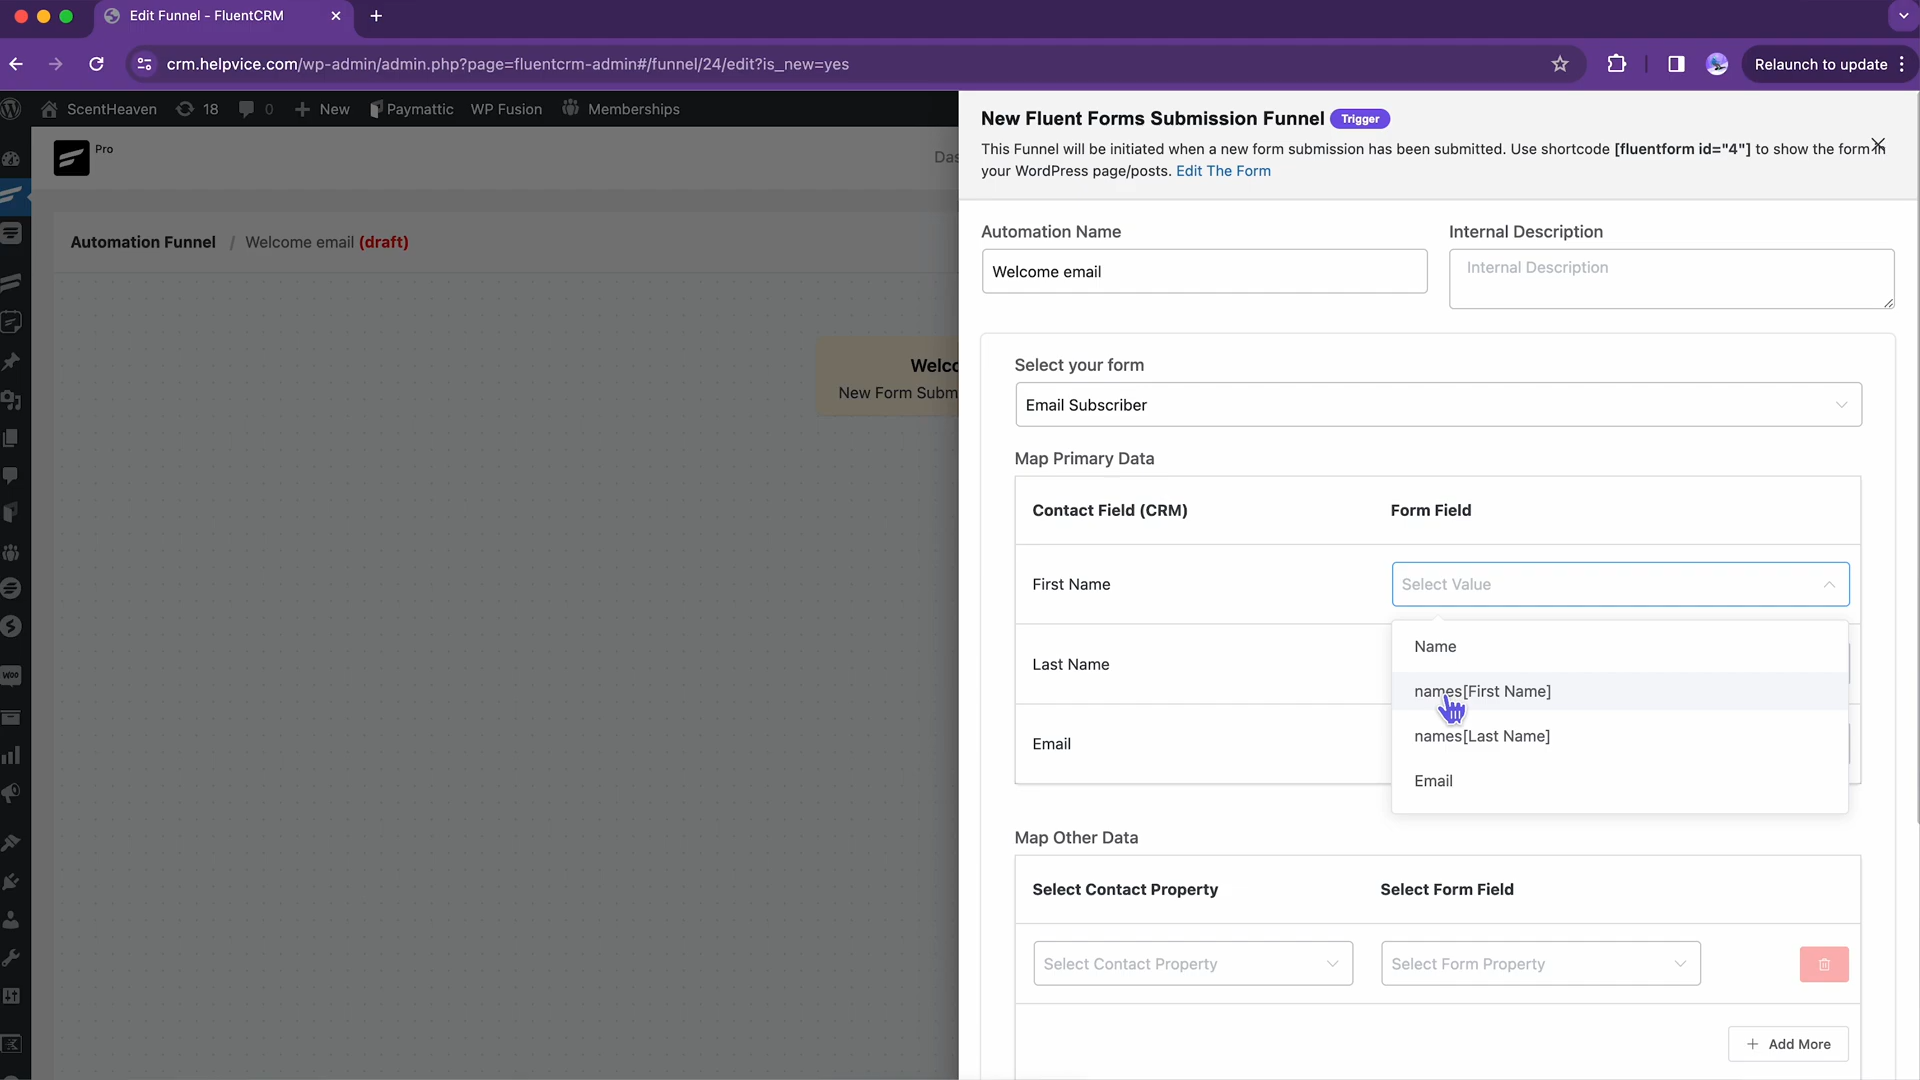 Edit Funnel - FluentCRM
crm.helpvice.com/wp-admin/admin.php?page=fluentcrm-admin#/funnel/24/edit?is_new=yes
Relaunch to update
ScentHeaven
18
0
New
Paymattic
WP Fusion
Memberships
Pro
Das
Automation Funnel / Welcome email (draft)
Welco
New Form Subm
woo
New Fluent Forms Submission Funnel Trigger
This Funnel will be initiated when a new form submission has been submitted. Use shortcode [fluentform id="4"] to show the form in
your WordPress page/posts. Edit The Form
Automation Name
Internal Description
Welcome email
Internal Description
Select your form
Email Subscriber
Map Primary Data
Contact Field (CRM)
Form Field
First Name
Select Value
Name
Last Name
names[First Name]
names[Last Name]
Email
Email
Map Other Data
Select Contact Property
Select Form Field
Select Contact Property
Select Form Property
+ Add More